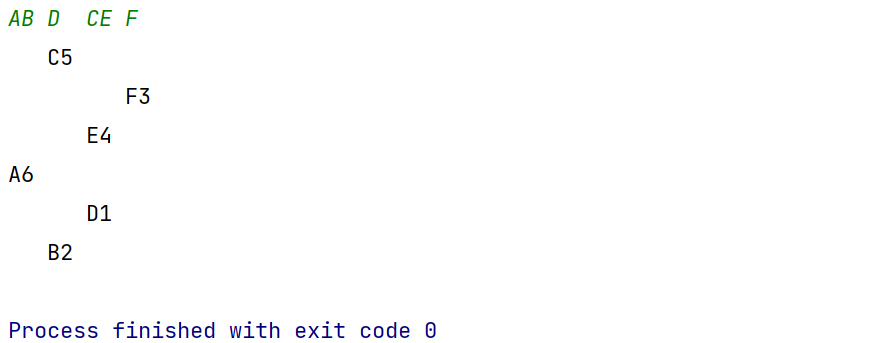 AB D  CE F
   C5
         F3
      E4
A6
      D1
   B2

Process finished with exit code 0